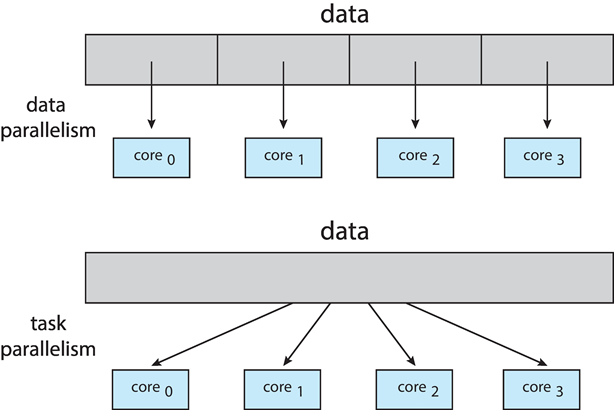 data
data
parallelism
core 0 core 1 core 2 core 3
data
task
parallelism
core 0 core 1 core 2 core 3